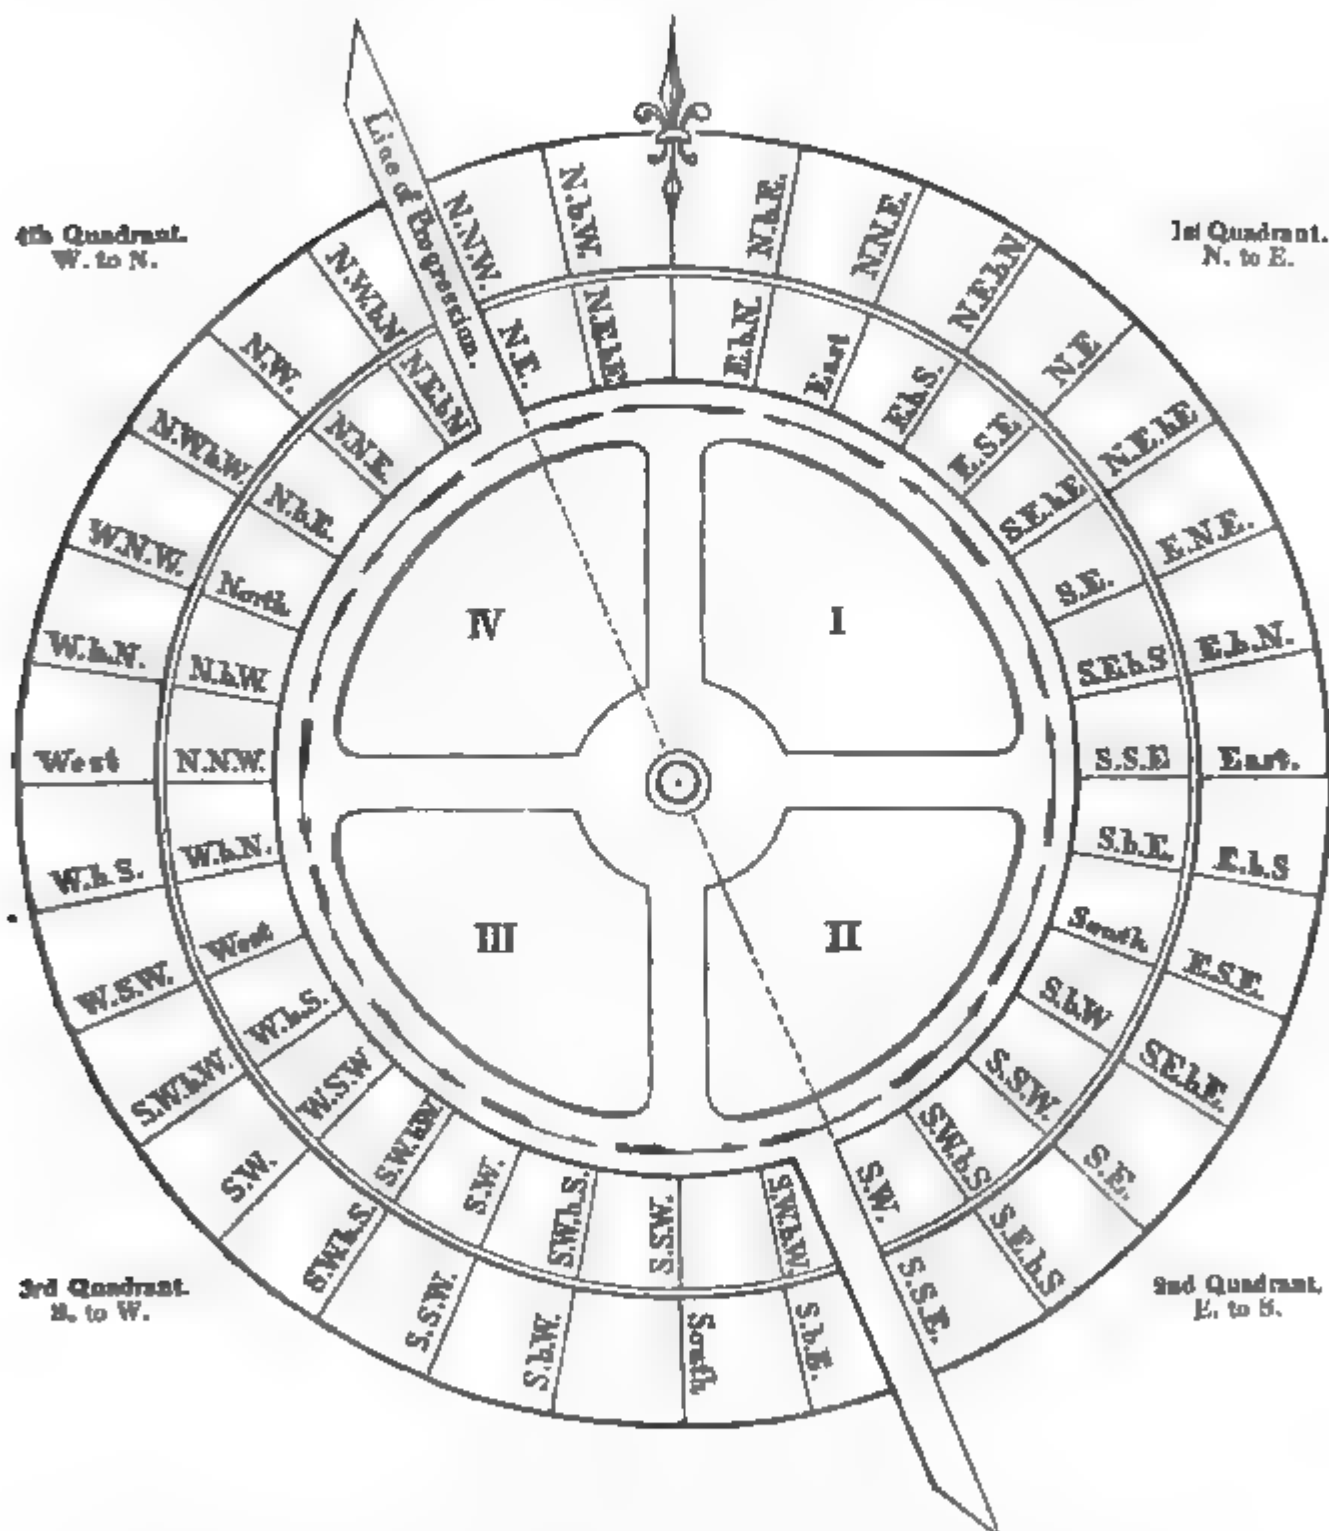 4th Quadrant.
W. to N.
1st Quadrant.
N. to E.
Line of Progression.
N.b.E.
N.N.E.
N.E.b.N
N.E
N.E.b.E
E.N.E.
E.b.N.
East.
E.b.S
E.S.E.
S.E.b.E.
S.E.
S.E.b.S
S.S.E.
S.b.E.
South
S.b.W.
S.S.W.
S.W.b.S
S.W.
S.W.b.W.
W.S.W.
W.b.S.
West
W.b.N.
W.N.W.
N.W.b.W.
N.W.
N.W.b.N
N.N.W.
N.b.W.
E.b.N.
East
E.b.S.
E.S.E
S.E.b.E
S.E.
S.E.b.S
S.S.E
S.b.E.
South
S.b.W
S.S.W.
S.W.b.S
S.W.
S.W.b.W.
S.S.W.
S.W.b.S.
S.W.
S.W.bW
W.S.W
W.b.S.
West
W.b.N.
N.N.W.
N.b.W.
North
N.b.E.
N.N.E.
N.E.b.N
N.E.
N.E.b.E
IV
I
III
II
3rd Quadrant.
S. to W.
2nd Quadrant.
E. to S.